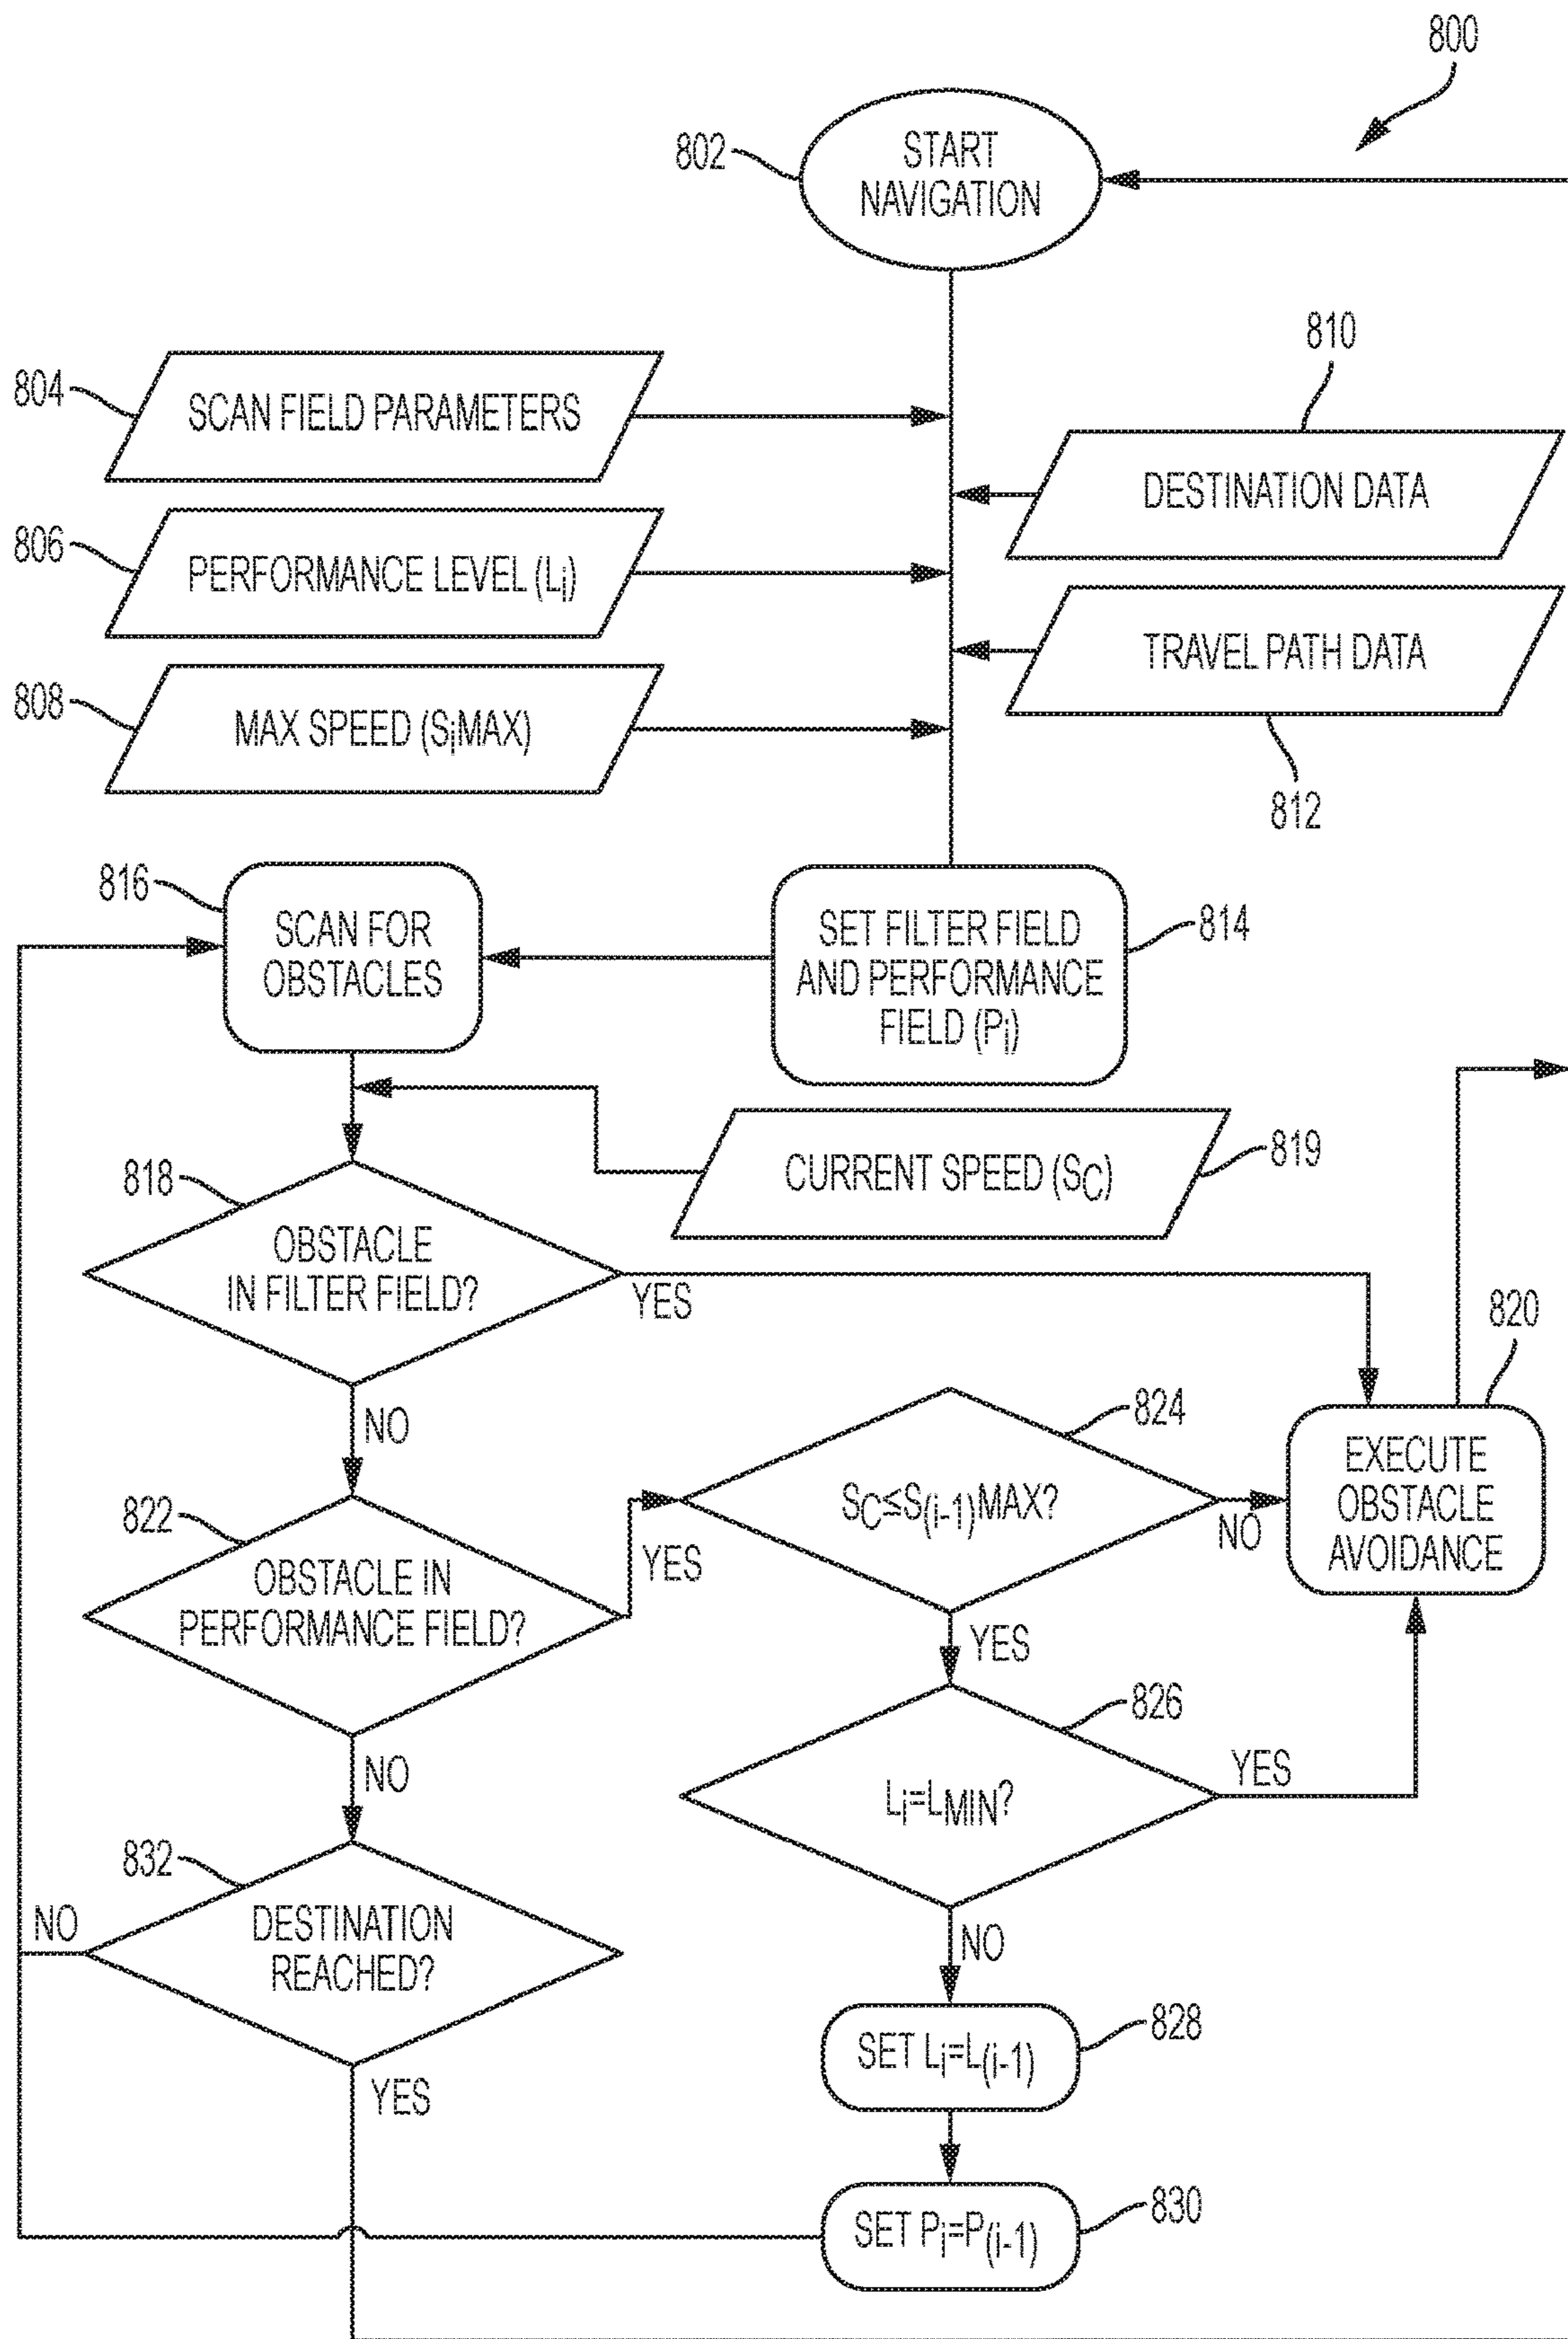 800
802
START
NAVIGATION
804
SCAN FIELD PARAMETERS
810
DESTINATION DATA
806
PERFORMANCE LEVEL (Li)
TRAVEL PATH DATA
812
808
MAX SPEED (SiMAX)
816
SCAN FOR
OBSTACLES
SET FILTER FIELD
AND PERFORMANCE
FIELD (Pi)
814
CURRENT SPEED (SC)
819
818
OBSTACLE
IN FILTER FIELD?
YES
NO
820
EXECUTE
OBSTACLE
AVOIDANCE
822
OBSTACLE IN
PERFORMANCE FIELD?
YES
NO
824
SC≤S(i-1)MAX?
NO
YES
826
Li=LMIN?
YES
NO
832
DESTINATION
REACHED?
NO
YES
828
SET Li=L(i-1)
830
SET Pi=P(i-1)